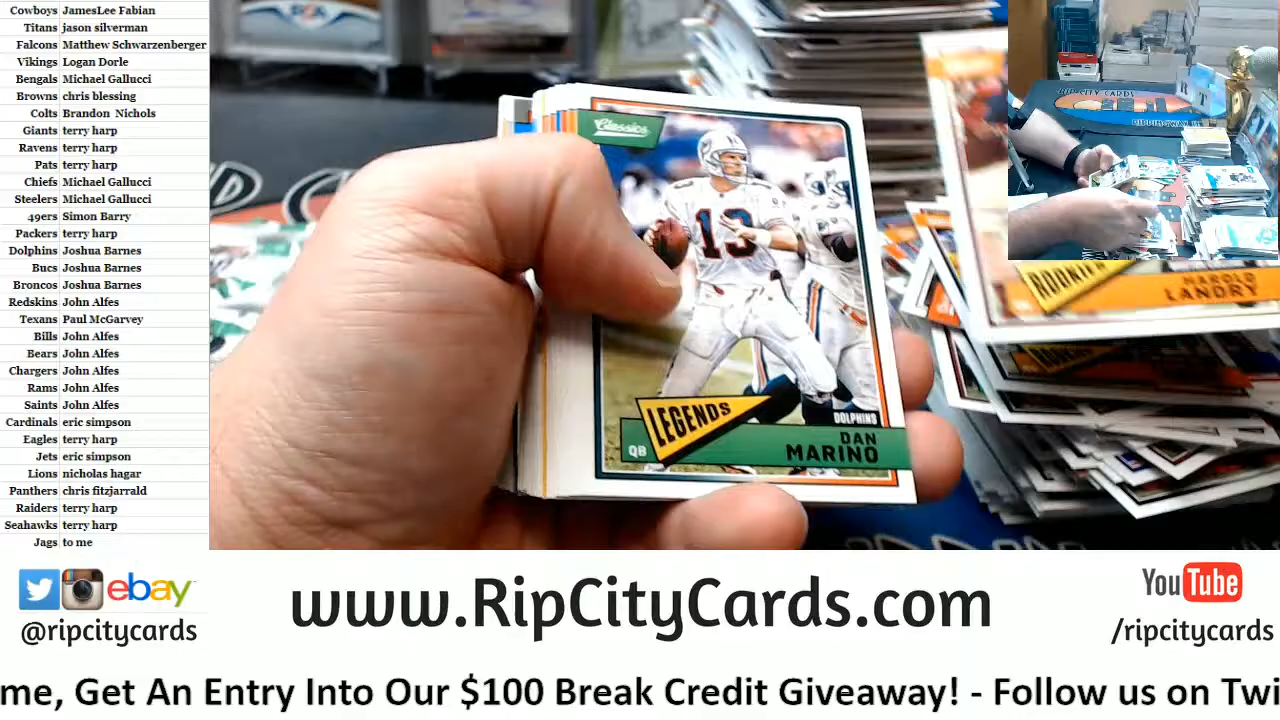 Cowboys JamesLee Fabian
Titans jason silverman
Falcons Matthew Schwarzenberger
Vikings Logan Dorle
Bengals Michael Gallucci
Browns chris blessing
Colts Brandon Nichols
Giants terry harp
Ravens terry harp
Pats terry harp
Chiefs Michael Gallucci
Steelers Michael Gallucci
49ers Simon Barry
Packers terry harp
Dolphins Joshua Barnes
Bucs Joshua Barnes
Broncos Joshua Barnes
Redskins John Alfes
Texans Paul McGarvey
Bills John Alfes
Bears John Alfes
Chargers John Alfes
Rams John Alfes
Saints John Alfes
Cardinals eric simpson
Eagles terry harp
Jets eric simpson
Lions nicholas hagar
Panthers chris fitzjarrald
Raiders terry harp
Seahawks terry harp
Jags to me
Classics
13
LEGENDS
DOLPHINS
QB
DAN
MARINO
ROOKIES
HAROLD
LANDRY
RIP CITY CARDS
ebay
@ripcitycards
www.RipCityCards.com
YouTube
/ripcitycards
me, Get An Entry Into Our $100 Break Credit Giveaway! - Follow us on Twi